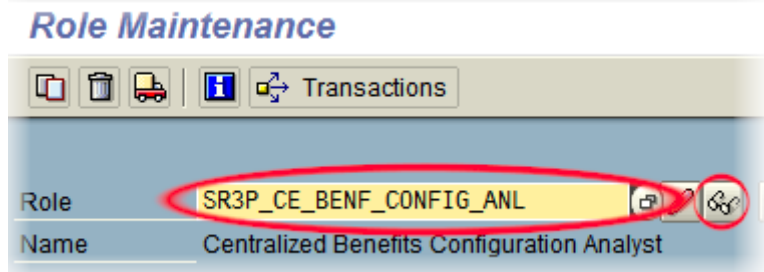 Role Maintenance
Transactions
Role SR3P_CE_BENF_CONFIG_ANL
Name Centralized Benefits Configuration Analyst